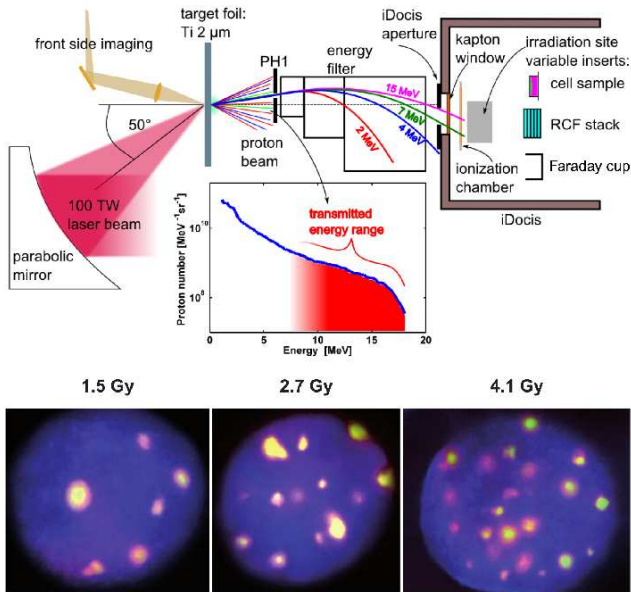 target foil:
Ti 2 µm
front side imaging
PH1
energy
filter
iDocis
aperture
kapton
window
irradiation site
variable inserts:
cell sample
RCF stack
Faraday cup
15 MeV
7 MeV
4 MeV
2 MeV
50°
proton
beam
ionization
chamber
iDocis
100 TW
laser beam
parabolic
mirror
transmitted
energy range
Proton number [MeV⁻¹sr⁻¹]
10¹⁰
10⁸
0 5 10 15 20
Energy [MeV]
1.5 Gy 2.7 Gy 4.1 Gy